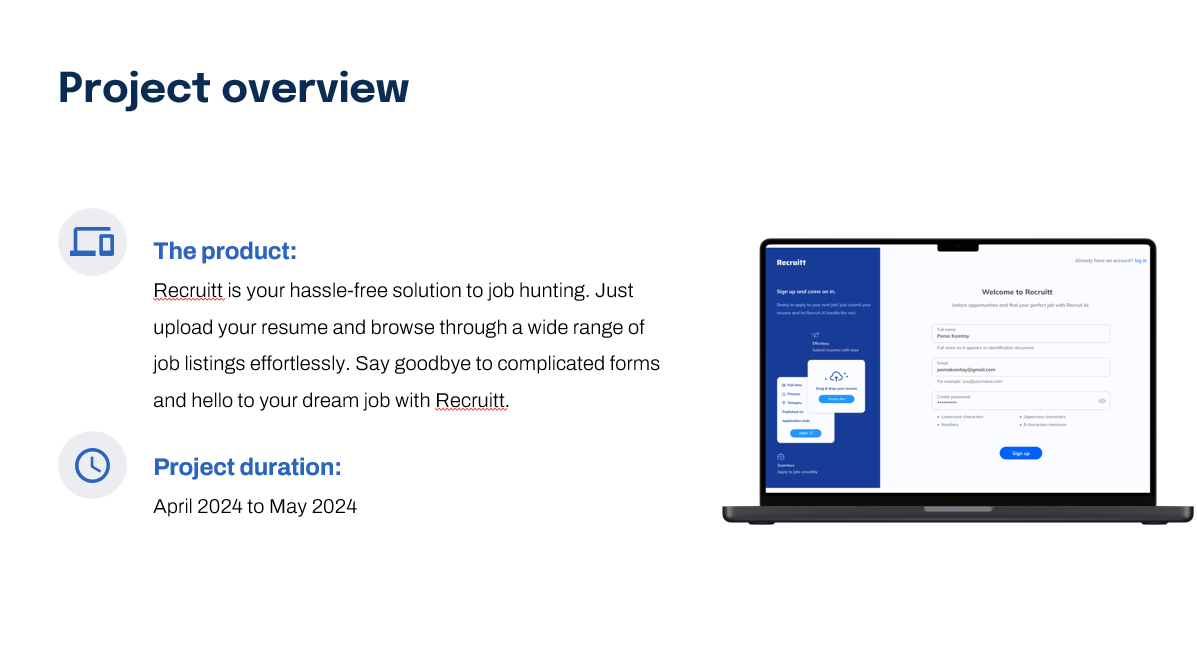 Project overview
The product:
Recruitt is your hassle-free solution to job hunting. Just
upload your resume and browse through a wide range of
job listings effortlessly. Say goodbye to complicated forms
and hello to your dream job with Recruitt.
Project duration:
April 2024 to May 2024
Recruitt
Sign up and come on in.
Ready to apply to your next job? just submit your
resume and let Recruit AI handle the rest
Effortless
Submit resumes with ease
Drag & drop your resume
Choose files
Full-time
Finance
Thimphu
Published on
Application ends
Apply
Seamless
Apply to jobs smoothly
Already have an account? log in
Welcome to Recruitt
Unlock opportunities and find your perfect job with Recruit AI.
Full name
Pema Komtay
Full name as it appears on identification document
Email
pemakomtay@gmail.com
For example 'you@yourname.com'
Create password
•••••••••
• Lowercase characters
• Uppercase characters
• Numbers
• 8 characters minimum
Sign up